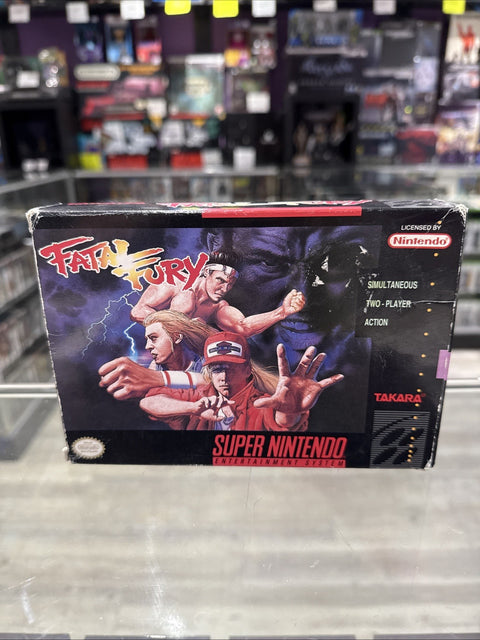 LICENSED BY
Nintendo
FATAL FURY
SIMULTANEOUS
TWO-PLAYER
ACTION
TAKARA
SUPER NINTENDO
ENTERTAINMENT SYSTEM